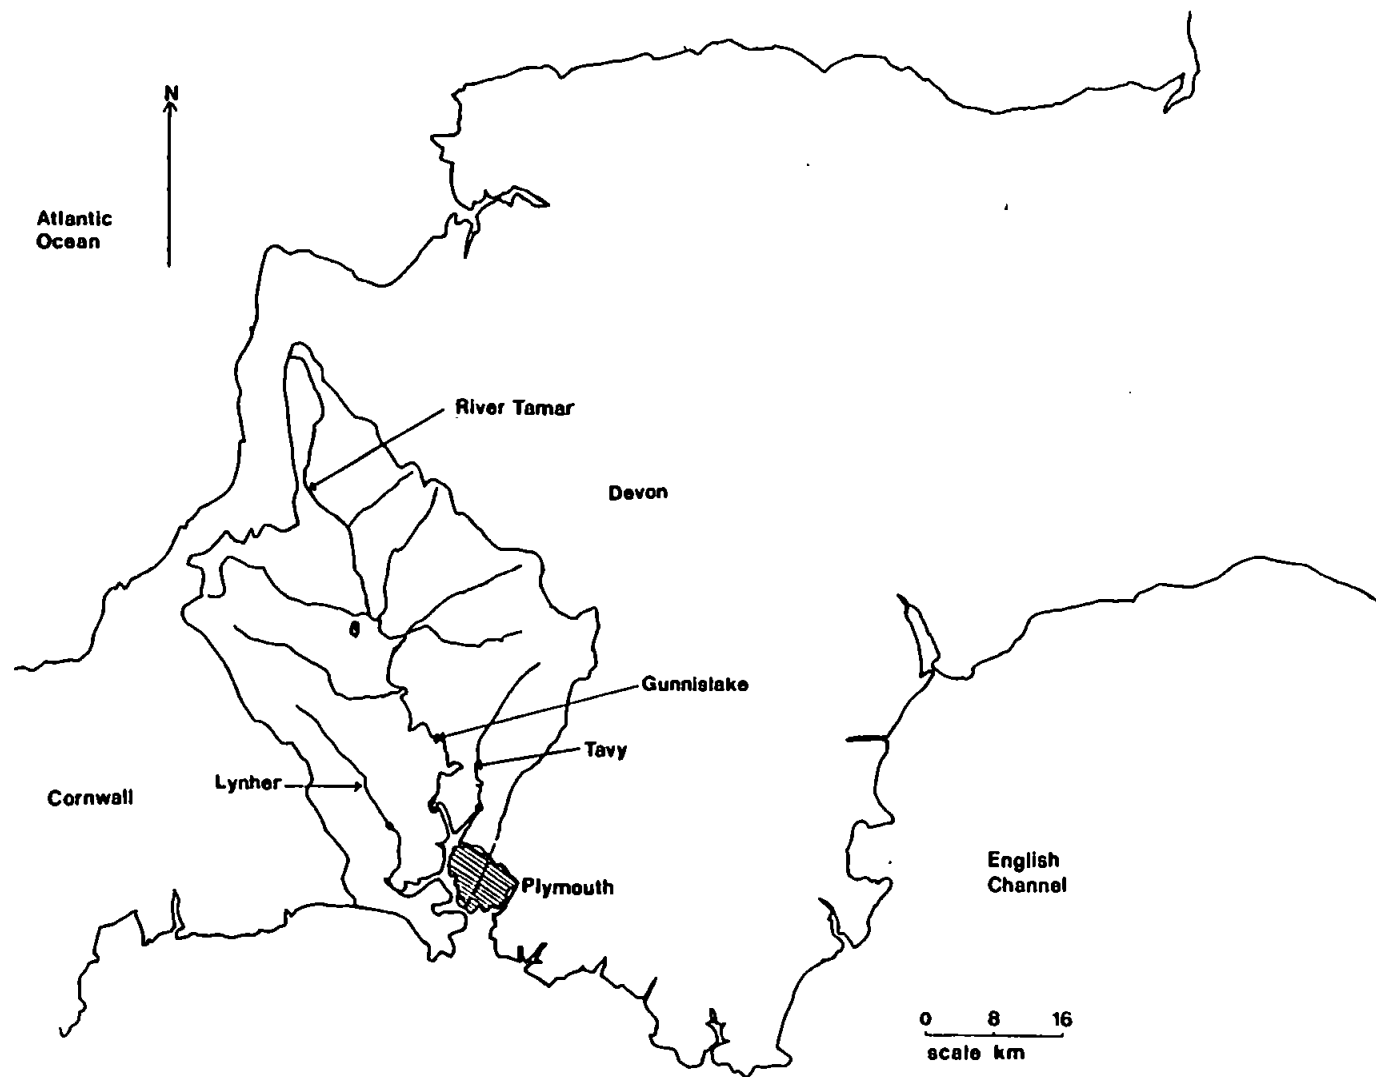 N
Atlantic
Ocean
River Tamar
Devon
Gunnislake
Tavy
Lynher
Cornwall
English
Channel
Plymouth
0 8 16
scale km